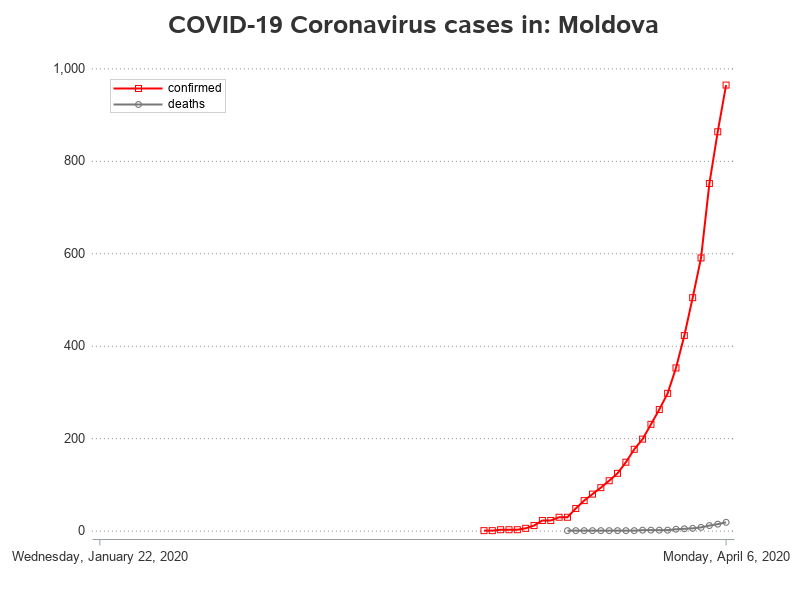 COVID-19 Coronavirus cases in: Moldova
1,000
confirmed
deaths
800
600
400
200
0
Wednesday, January 22, 2020
Monday, April 6, 2020